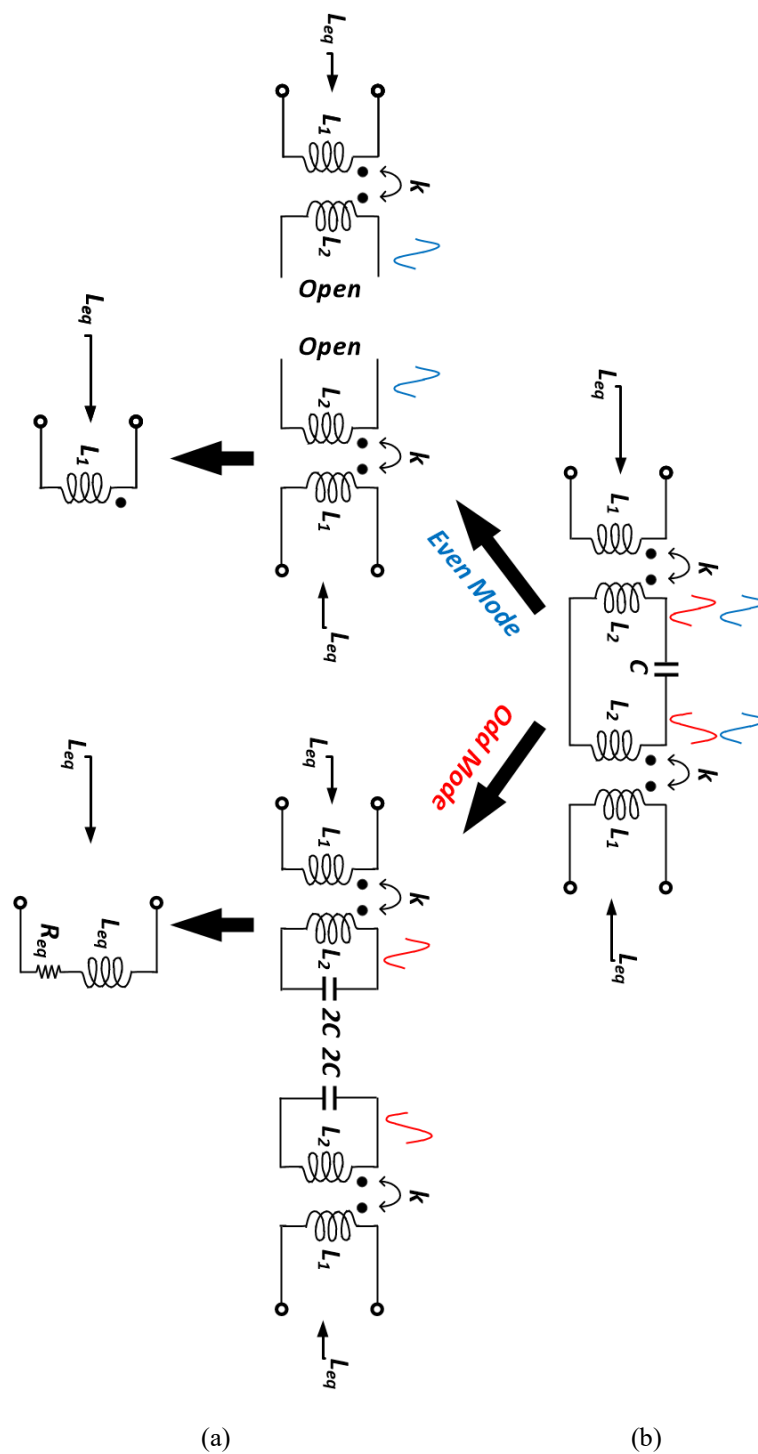 Leq
L1
k
L2
C
L2
k
L1
Leq
Even Mode
Odd Mode
Leq
L1
k
L2
Open
Open
L2
k
L1
Leq
Leq
L1
k
L2
2C 2C
L2
k
L1
Leq
Leq
L1
Leq
Leq
Req
(a)
(b)